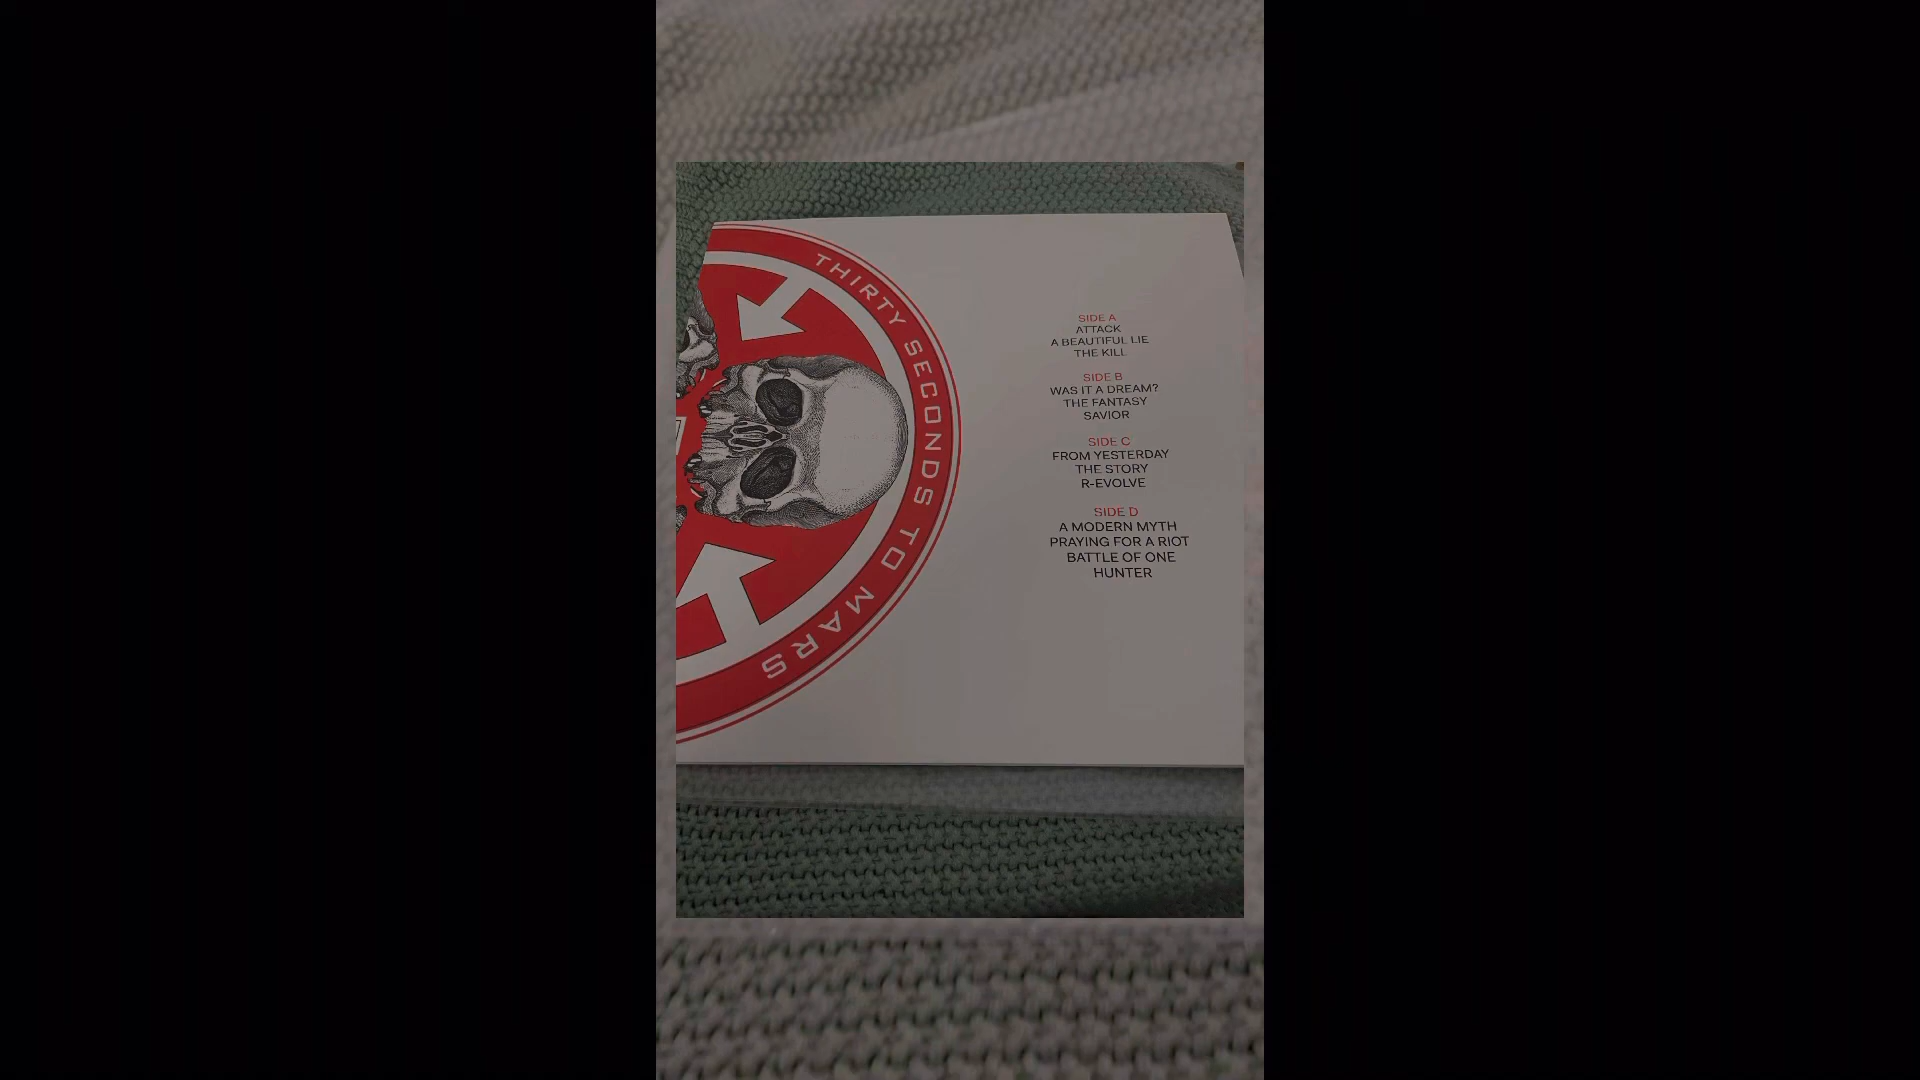 THIRTY SECONDS TO MARS
SIDE A
ATTACK
A BEAUTIFUL LIE
THE KILL
SIDE B
WAS IT A DREAM?
THE FANTASY
SAVIOR
SIDE C
FROM YESTERDAY
THE STORY
R-EVOLVE
SIDE D
A MODERN MYTH
PRAYING FOR A RIOT
BATTLE OF ONE
HUNTER